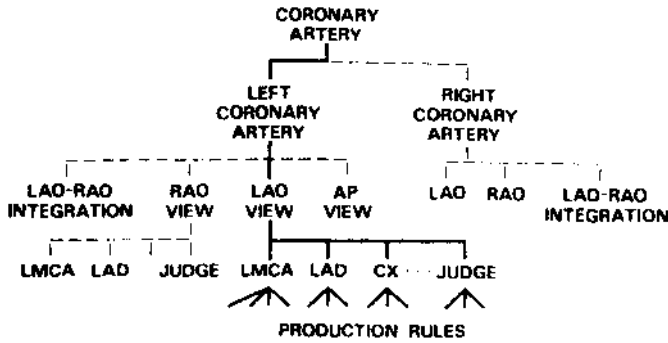 CORONARY
ARTERY
LEFT
CORONARY
ARTERY
RIGHT
CORONARY
ARTERY
LAO-RAO
INTEGRATION
RAO
VIEW
LAO
VIEW
AP
VIEW
LAO
RAO
LAO-RAO
INTEGRATION
LMCA LAD JUDGE LMCA LAD CX JUDGE
PRODUCTION RULES